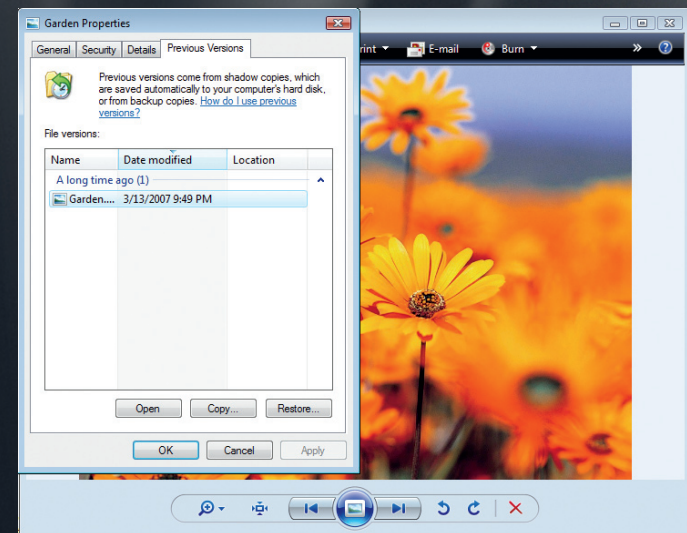 Garden Properties
General Security Details Previous Versions
Previous versions come from shadow copies, which
are saved automatically to your computer's hard disk,
or from backup copies. How do I use previous
versions?
File versions:
Name Date modified Location
A long time ago (1)
Garden.... 3/13/2007 9:49 PM
Open Copy... Restore...
OK Cancel Apply
rint E-mail Burn »